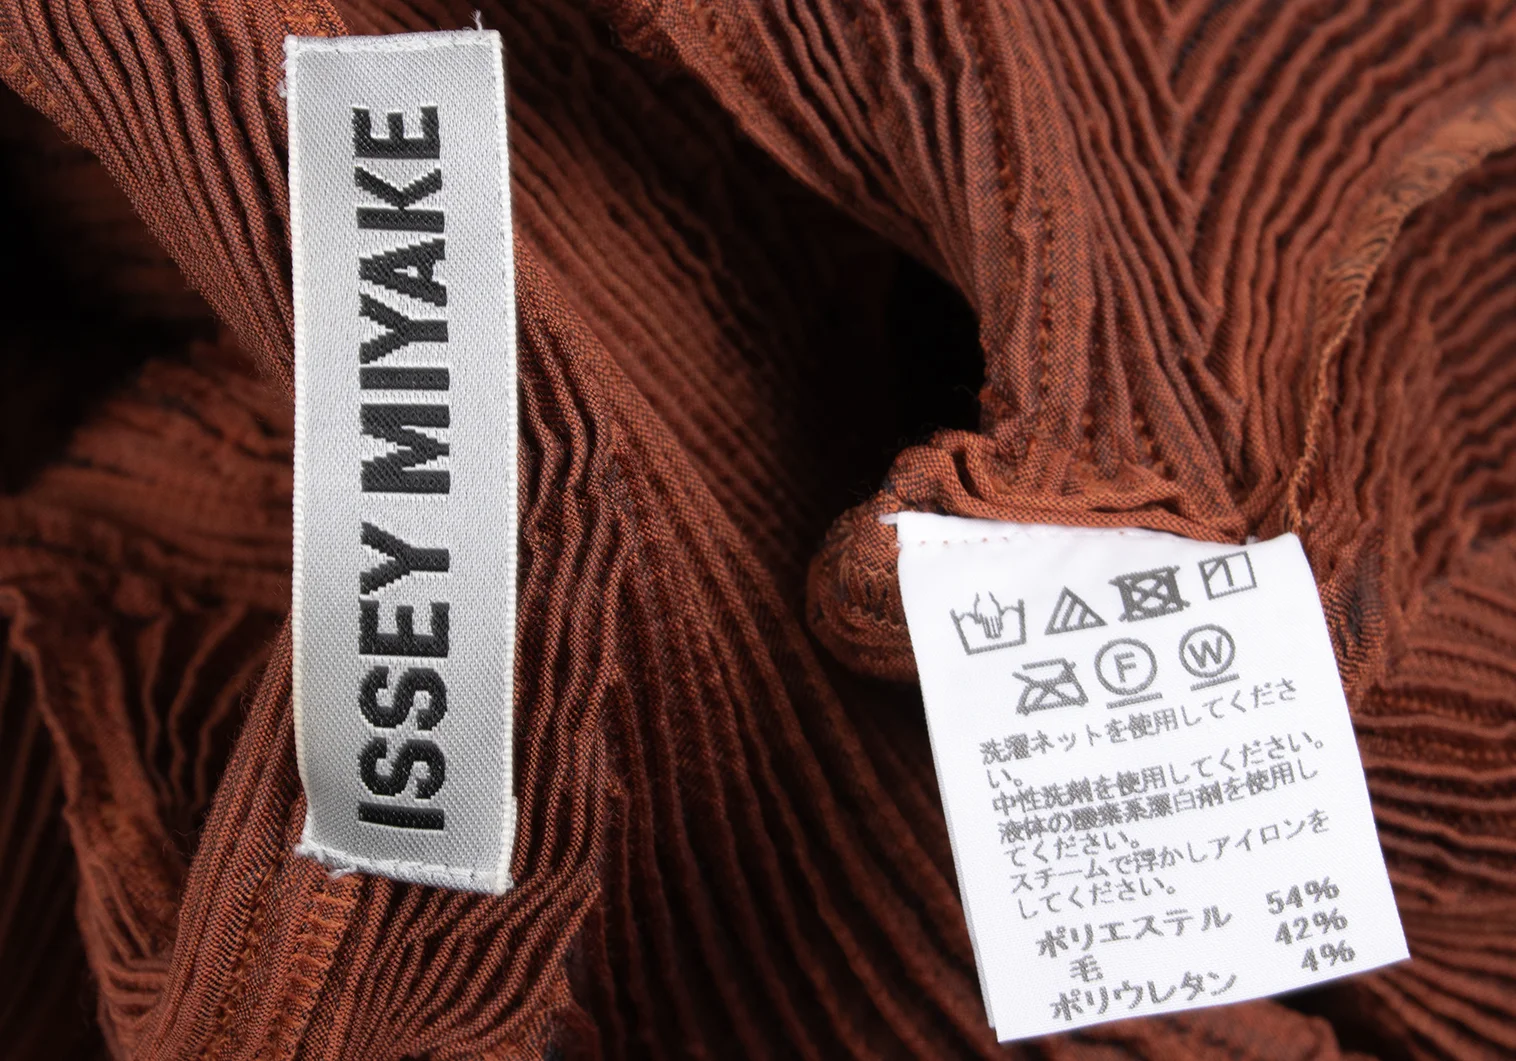 ISSEY MIYAKE
F W
洗濯ネットを使用してくださ
い。
中性洗剤を使用してください。
液体の酸素系漂白剤を使用し
てください。
スチームで浮かしアイロンを
してください。
ポリエステル 54%
毛 42%
ポリウレタン 4%